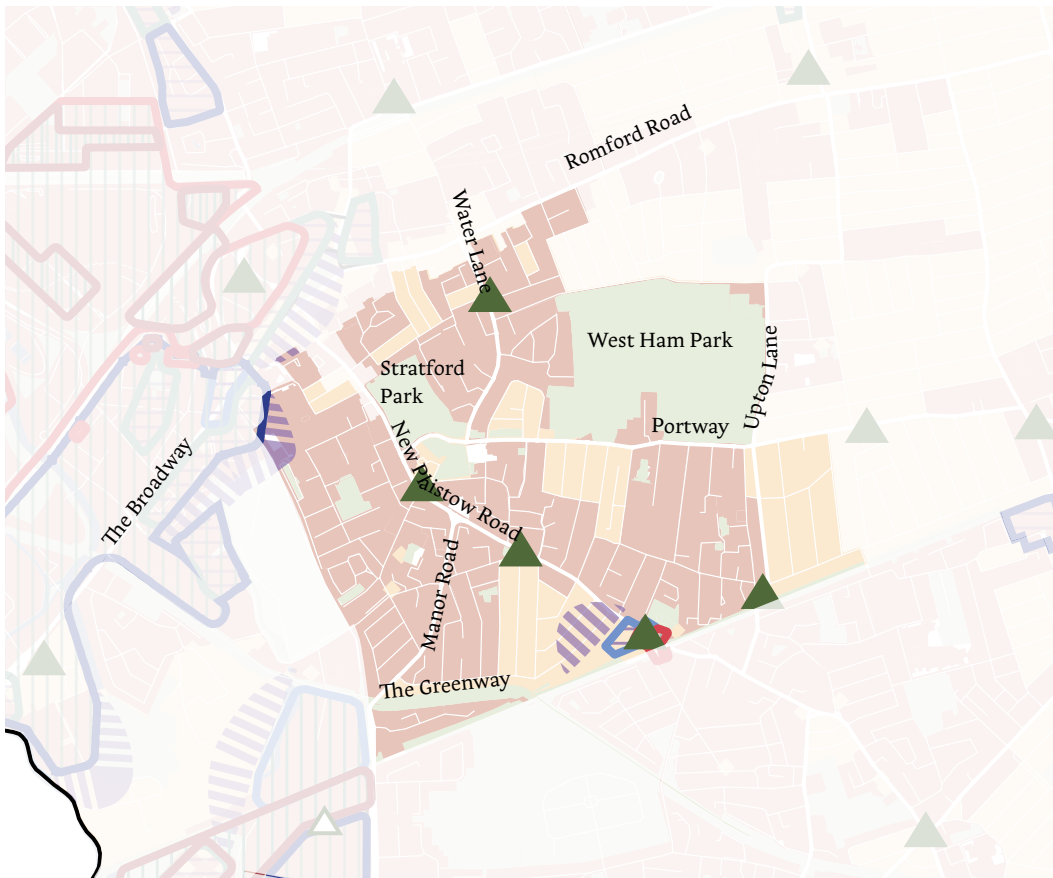 Romford Road
Water Lane
West Ham Park
Upton Lane
Stratford
Park
Portway
New Plaistow Road
The Broadway
Manor Road
The Greenway